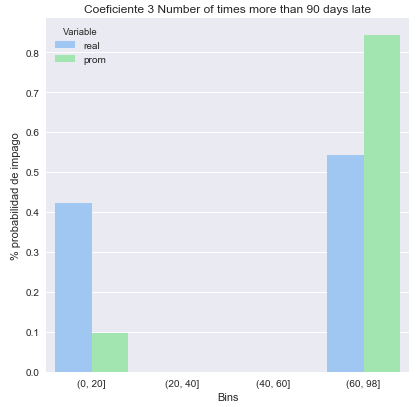 Coeficiente 3 Number of times more than 90 days late
Variable
real
prom
% probabilidad de impago
0.8
0.7
0.6
0.5
0.4
0.3
0.2
0.1
0.0
(0, 20]
(20, 40]
(40, 60]
(60, 98]
Bins